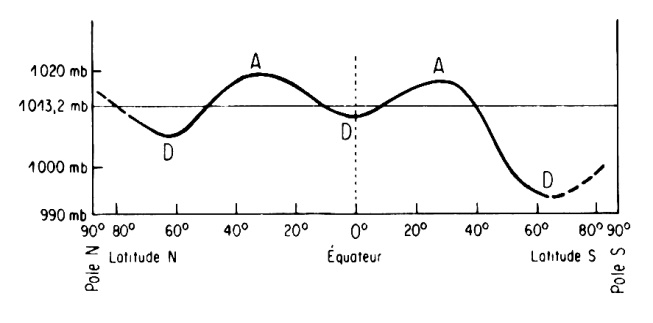 A A
1020 mb
1043,2 mb
D
D
D
1000 mb
990 mb
90° 80° 60° 40° 20° 0° 20° 40° 60° 80° 90°
Pole N Latitude N Équateur Latitude S Pole S